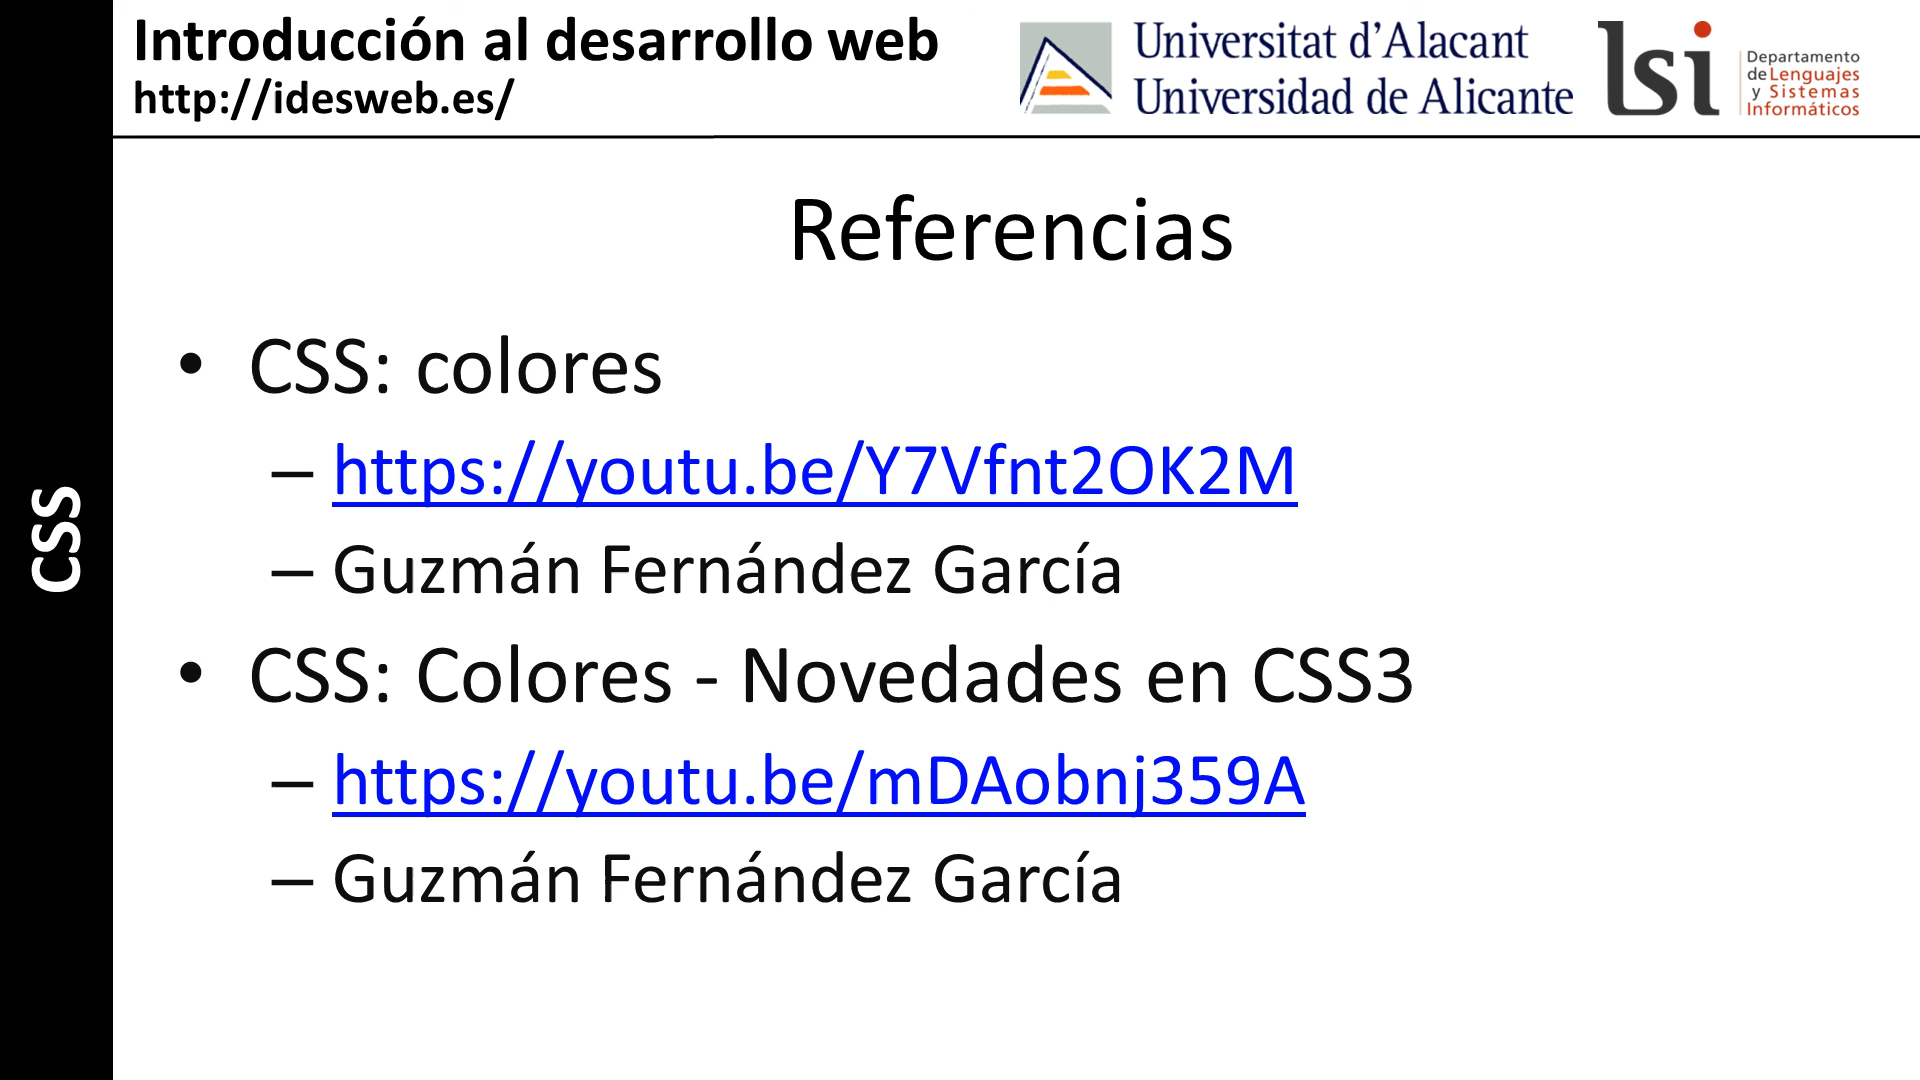 Introducción al desarrollo web
http://idesweb.es/
Universitat d'Alacant
Universidad de Alicante
lsi
Departamento
de Lenguajes
y Sistemas
Informáticos
CSS
Referencias
• CSS: colores
– https://youtu.be/Y7Vfnt2OK2M
– Guzmán Fernández García
• CSS: Colores - Novedades en CSS3
– https://youtu.be/mDAobnj359A
– Guzmán Fernández García